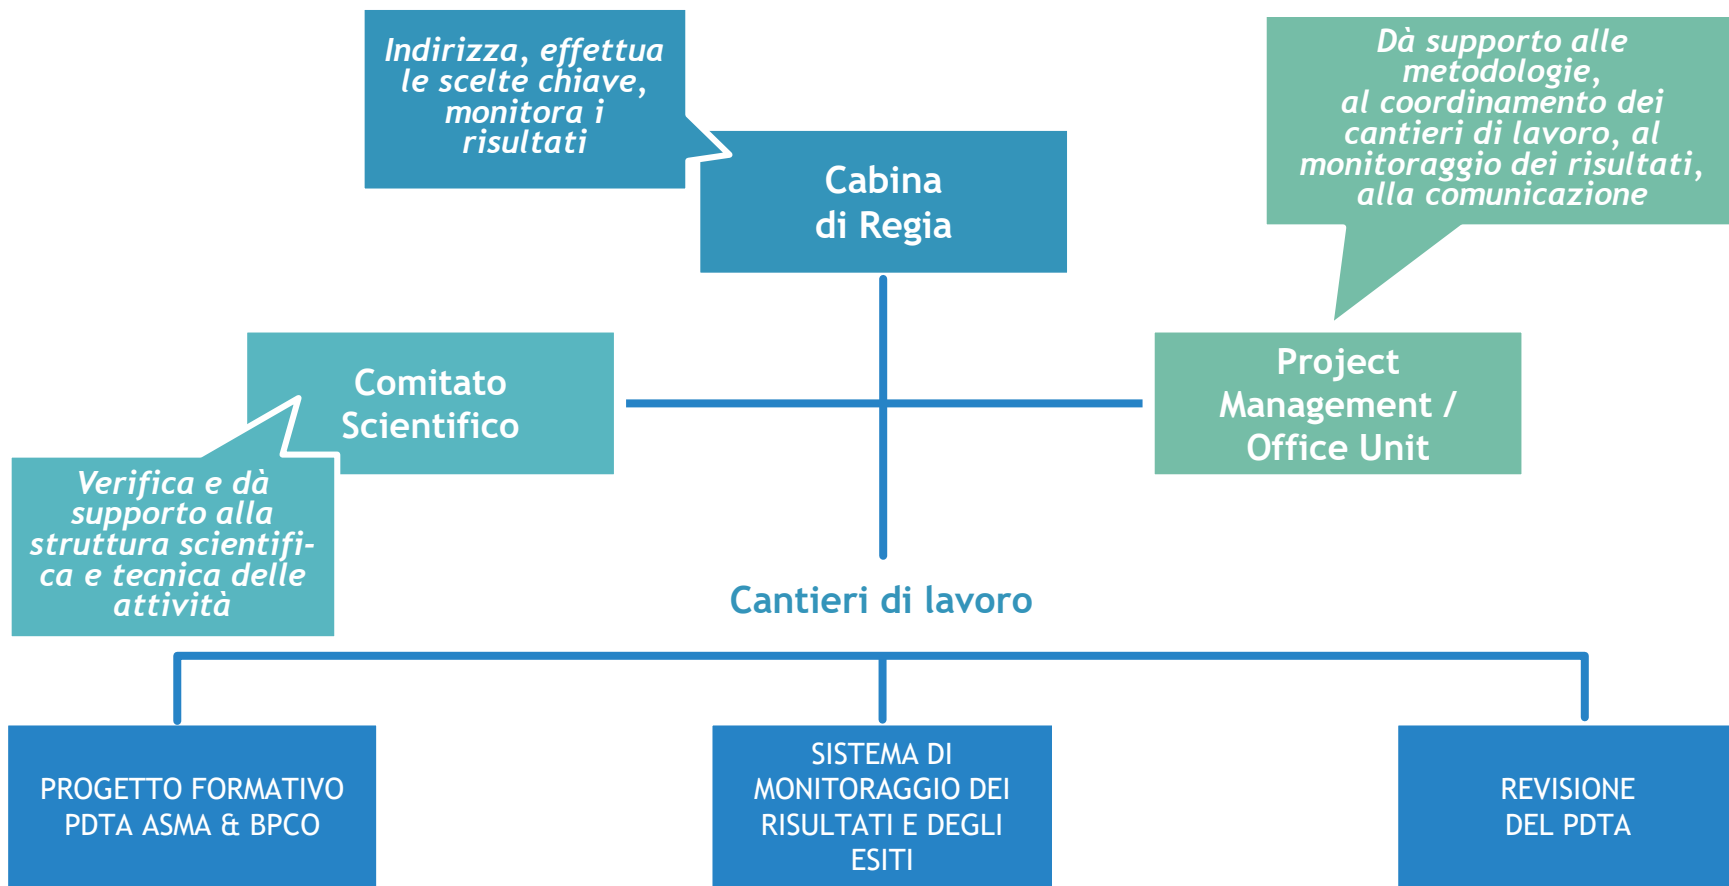 Indirizza, effettua
le scelte chiave,
monitora i
risultati
Dà supporto alle
metodologie,
al coordinamento dei
cantieri di lavoro, al
monitoraggio dei risultati,
alla comunicazione
Cabina
di Regia
Comitato
Scientifico
Project
Management /
Office Unit
Verifica e dà
supporto alla
struttura scientifi-
ca e tecnica delle
attività
Cantieri di lavoro
PROGETTO FORMATIVO
PDTA ASMA & BPCO
SISTEMA DI
MONITORAGGIO DEI
RISULTATI E DEGLI
ESITI
REVISIONE
DEL PDTA